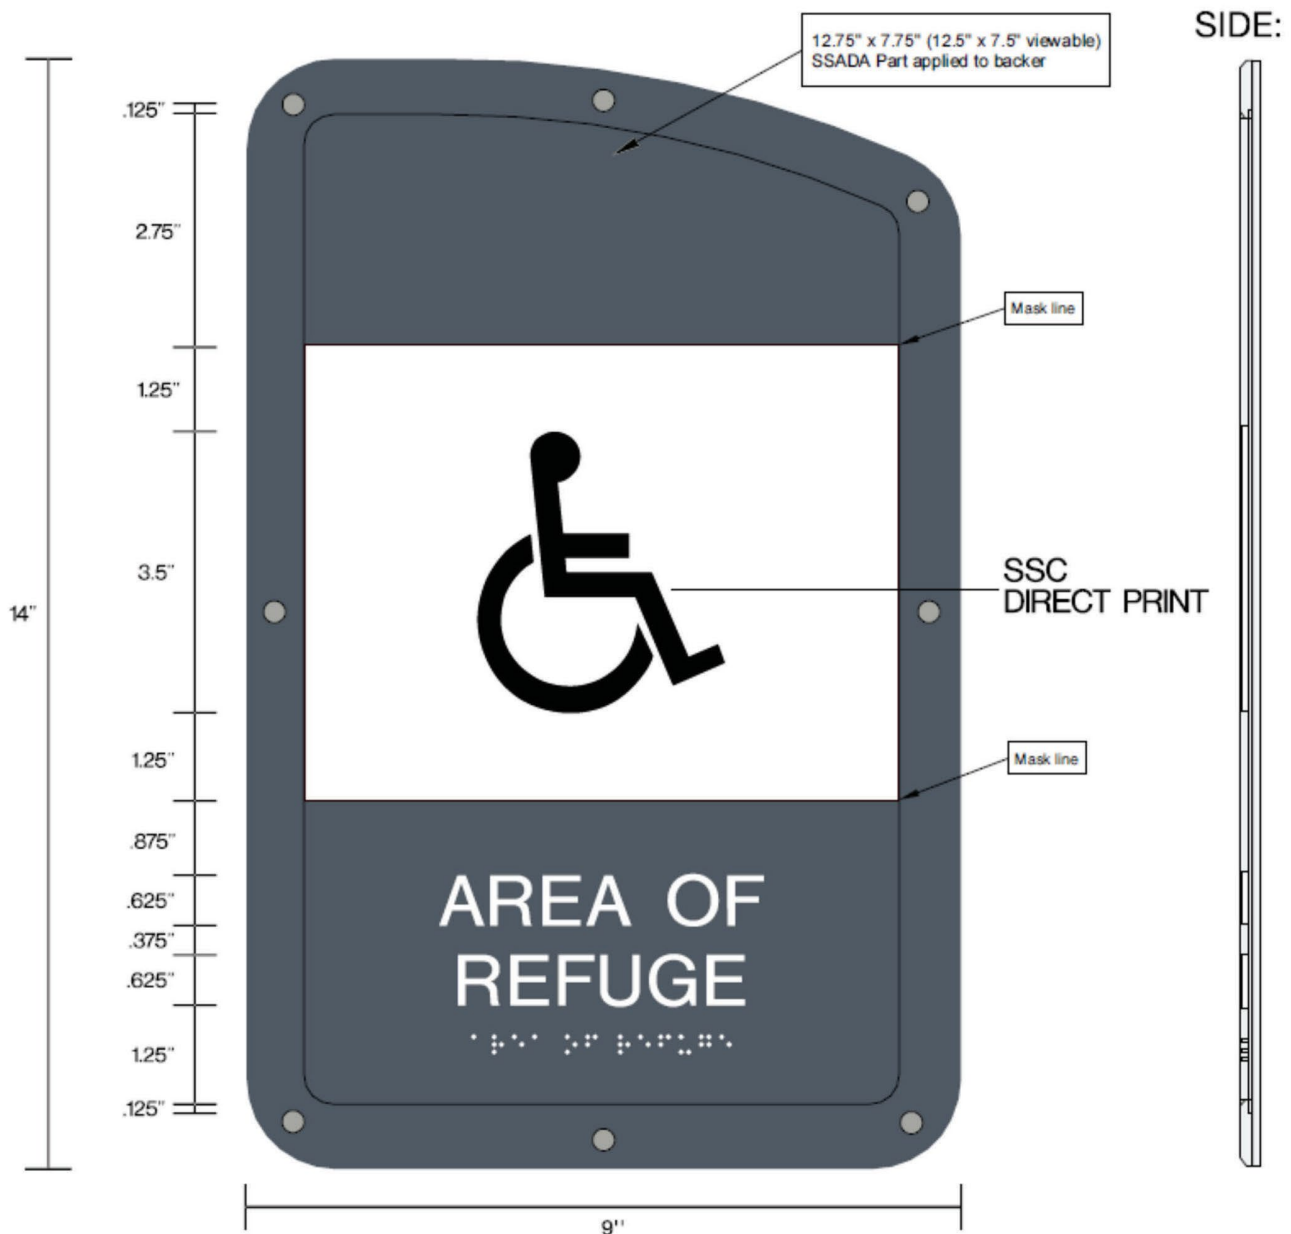 SIDE:
12.75" x 7.75" (12.5" x 7.5" viewable)
SSADA Part applied to backer
.125"
2.75"
Mask line
1.25"
3.5"
SSC
DIRECT PRINT
14"
1.25"
Mask line
.875"
.625"
AREA OF
.375"
.625"
REFUGE
⠁⠗⠑⠁ ⠕⠋ ⠗⠑⠋⠥⠛⠑
1.25"
.125"
9"